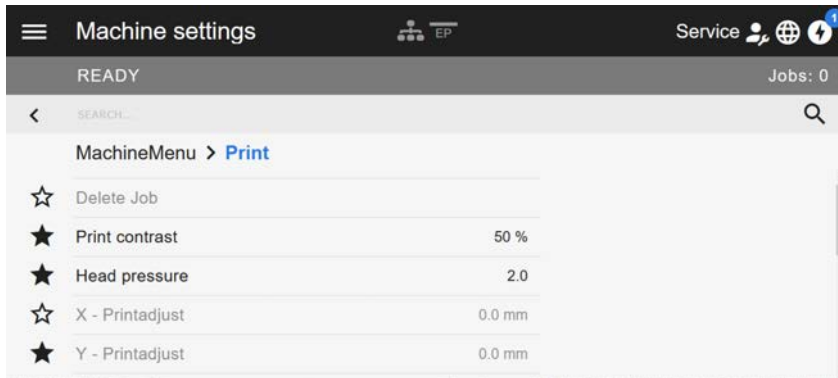 Machine settings EP Service 1
READY Jobs: 0
SEARCH...
MachineMenu > Print
Delete Job
Print contrast 50 %
Head pressure 2.0
X - Printadjust 0.0 mm
Y - Printadjust 0.0 mm